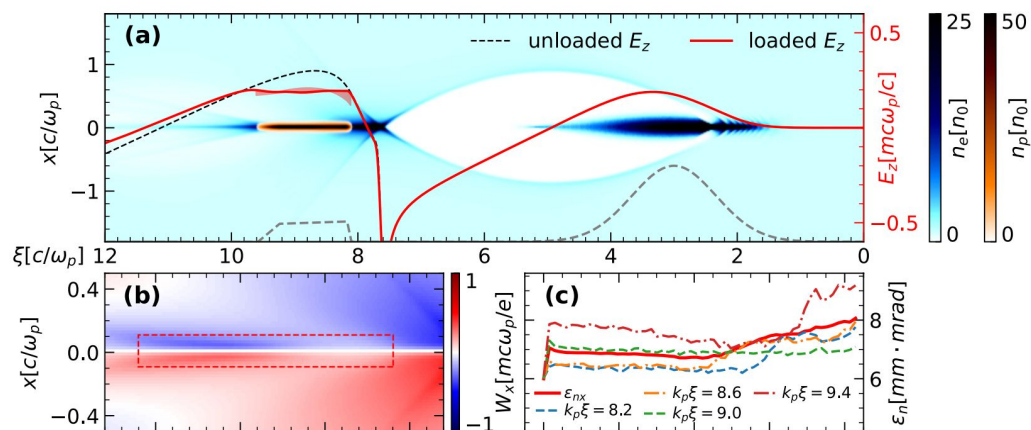 (a)
unloaded E_z
loaded E_z
x[c/ω_p]
1
0
−1
0.5
0.0
−0.5
E_z[mcω_p/c]
25
0
n_e[n_0]
50
0
n_p[n_0]
ξ[c/ω_p] 12 10 8 6 4 2 0
(b)
x[c/ω_p]
0.4
0.0
−0.4
1
−1
W_x[mcω_p/e]
(c)
8
6
ε_n[mm · mrad]
ε_nx
k_pξ = 8.2
k_pξ = 8.6
k_pξ = 9.0
k_pξ = 9.4